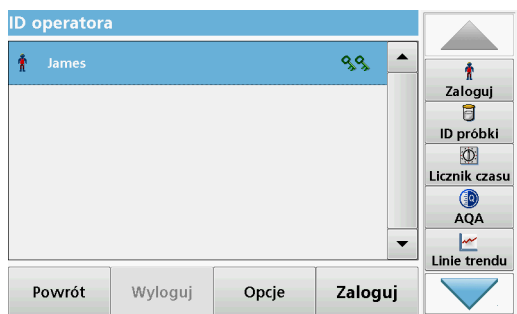 ID operatora
James
Zaloguj
ID próbki
Licznik czasu
AQA
Linie trendu
Powrót
Wyloguj
Opcje
Zaloguj